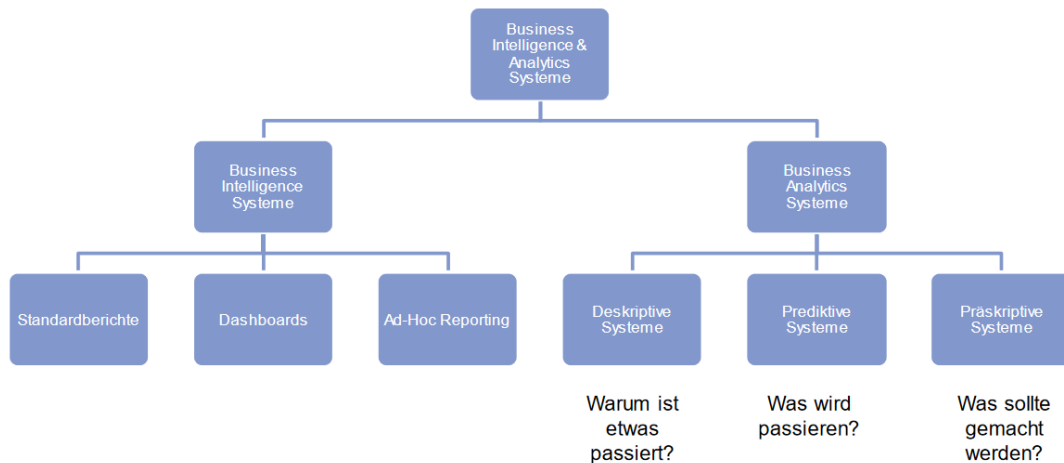 Business
Intelligence &
Analytics
Systeme
Business
Intelligence
Systeme
Business
Analytics
Systeme
Standardberichte
Dashboards
Ad-Hoc Reporting
Deskriptive
Systeme
Prediktive
Systeme
Präskriptive
Systeme
Warum ist
etwas
passiert?
Was wird
passieren?
Was sollte
gemacht
werden?